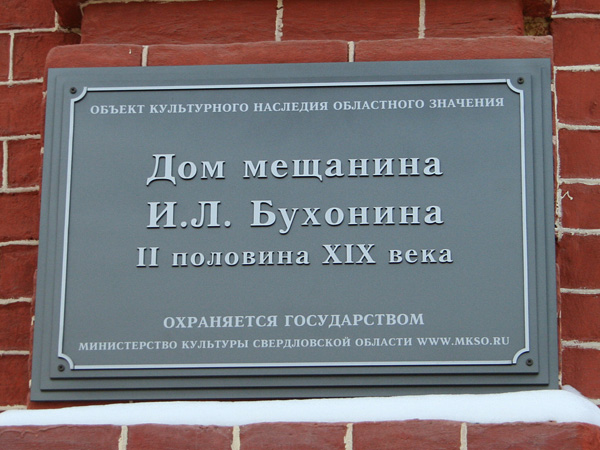 ОБЪЕКТ КУЛЬТУРНОГО НАСЛЕДИЯ ОБЛАСТНОГО ЗНАЧЕНИЯ
Дом мещанина
И.Л. Бухонина
II половина XIX века
ОХРАНЯЕТСЯ ГОСУДАРСТВОМ
МИНИСТЕРСТВО КУЛЬТУРЫ СВЕРДЛОВСКОЙ ОБЛАСТИ WWW.MKSO.RU